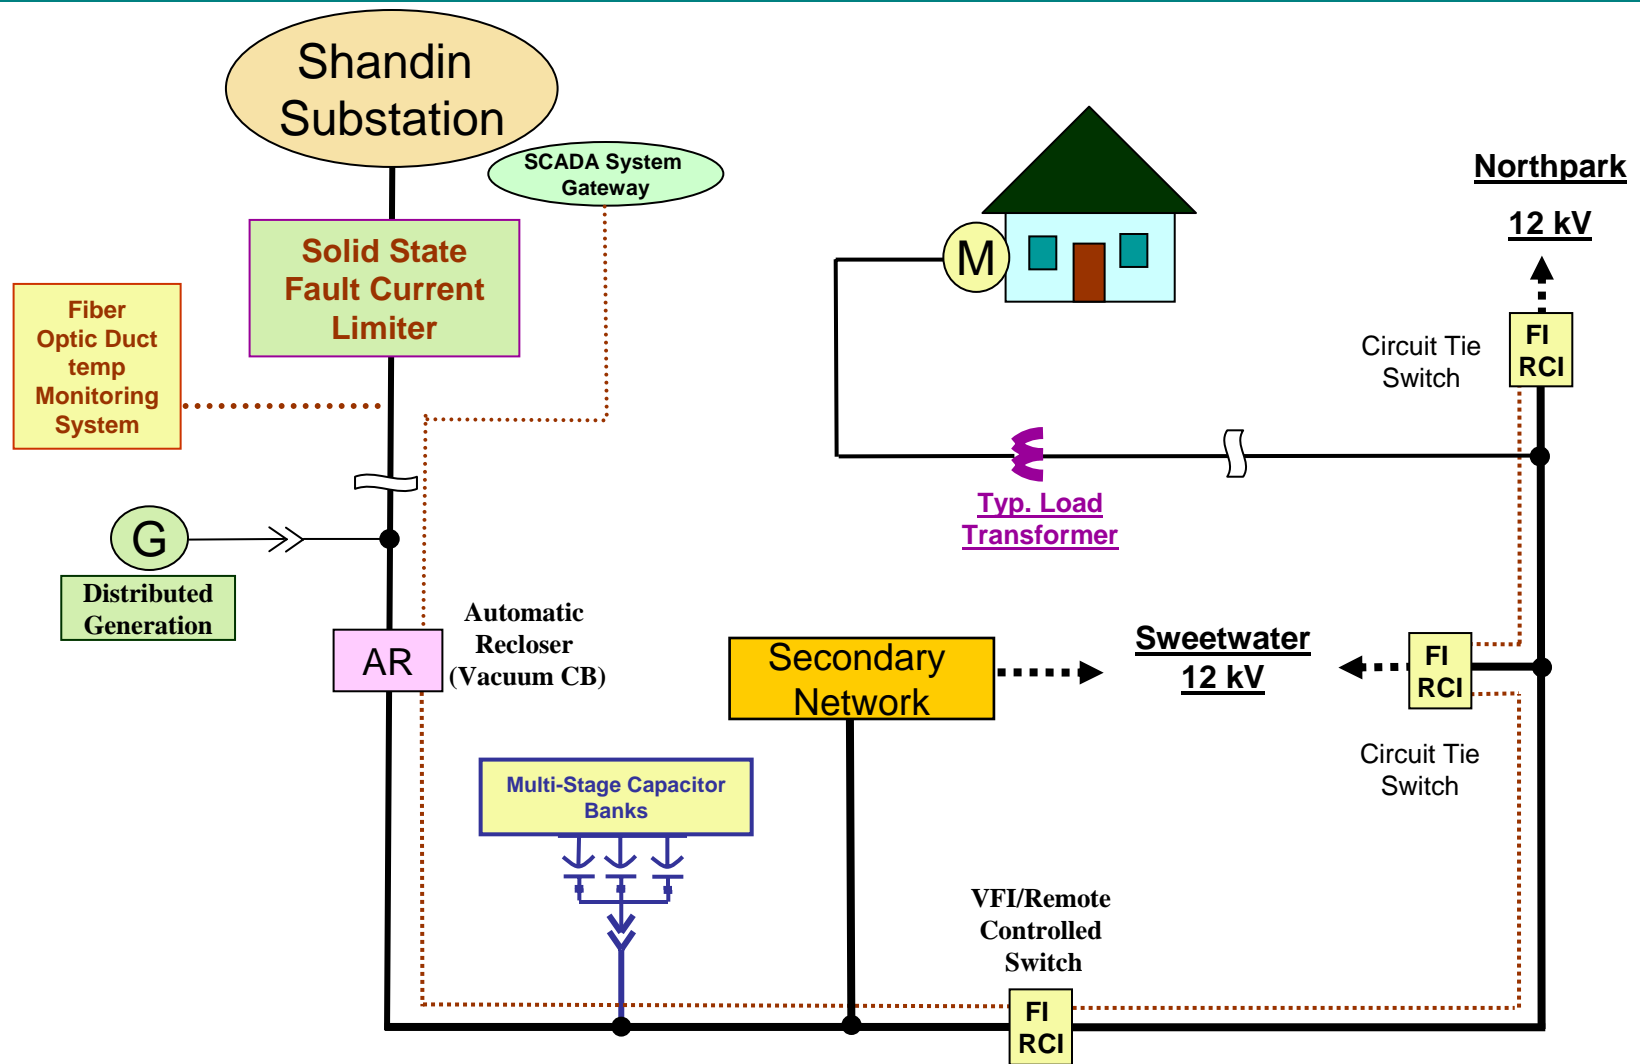 Shandin
Substation
SCADA System
Gateway
Northpark
12 kV
Solid State
Fault Current
Limiter
M
Fiber
Optic Duct
temp
Monitoring
System
Circuit Tie
Switch
FI
RCI
Typ. Load
Transformer
G
Distributed
Generation
Automatic
Recloser
(Vacuum CB)
AR
Secondary
Network
Sweetwater
12 kV
FI
RCI
Circuit Tie
Switch
Multi-Stage Capacitor
Banks
VFI/Remote
Controlled
Switch
FI
RCI